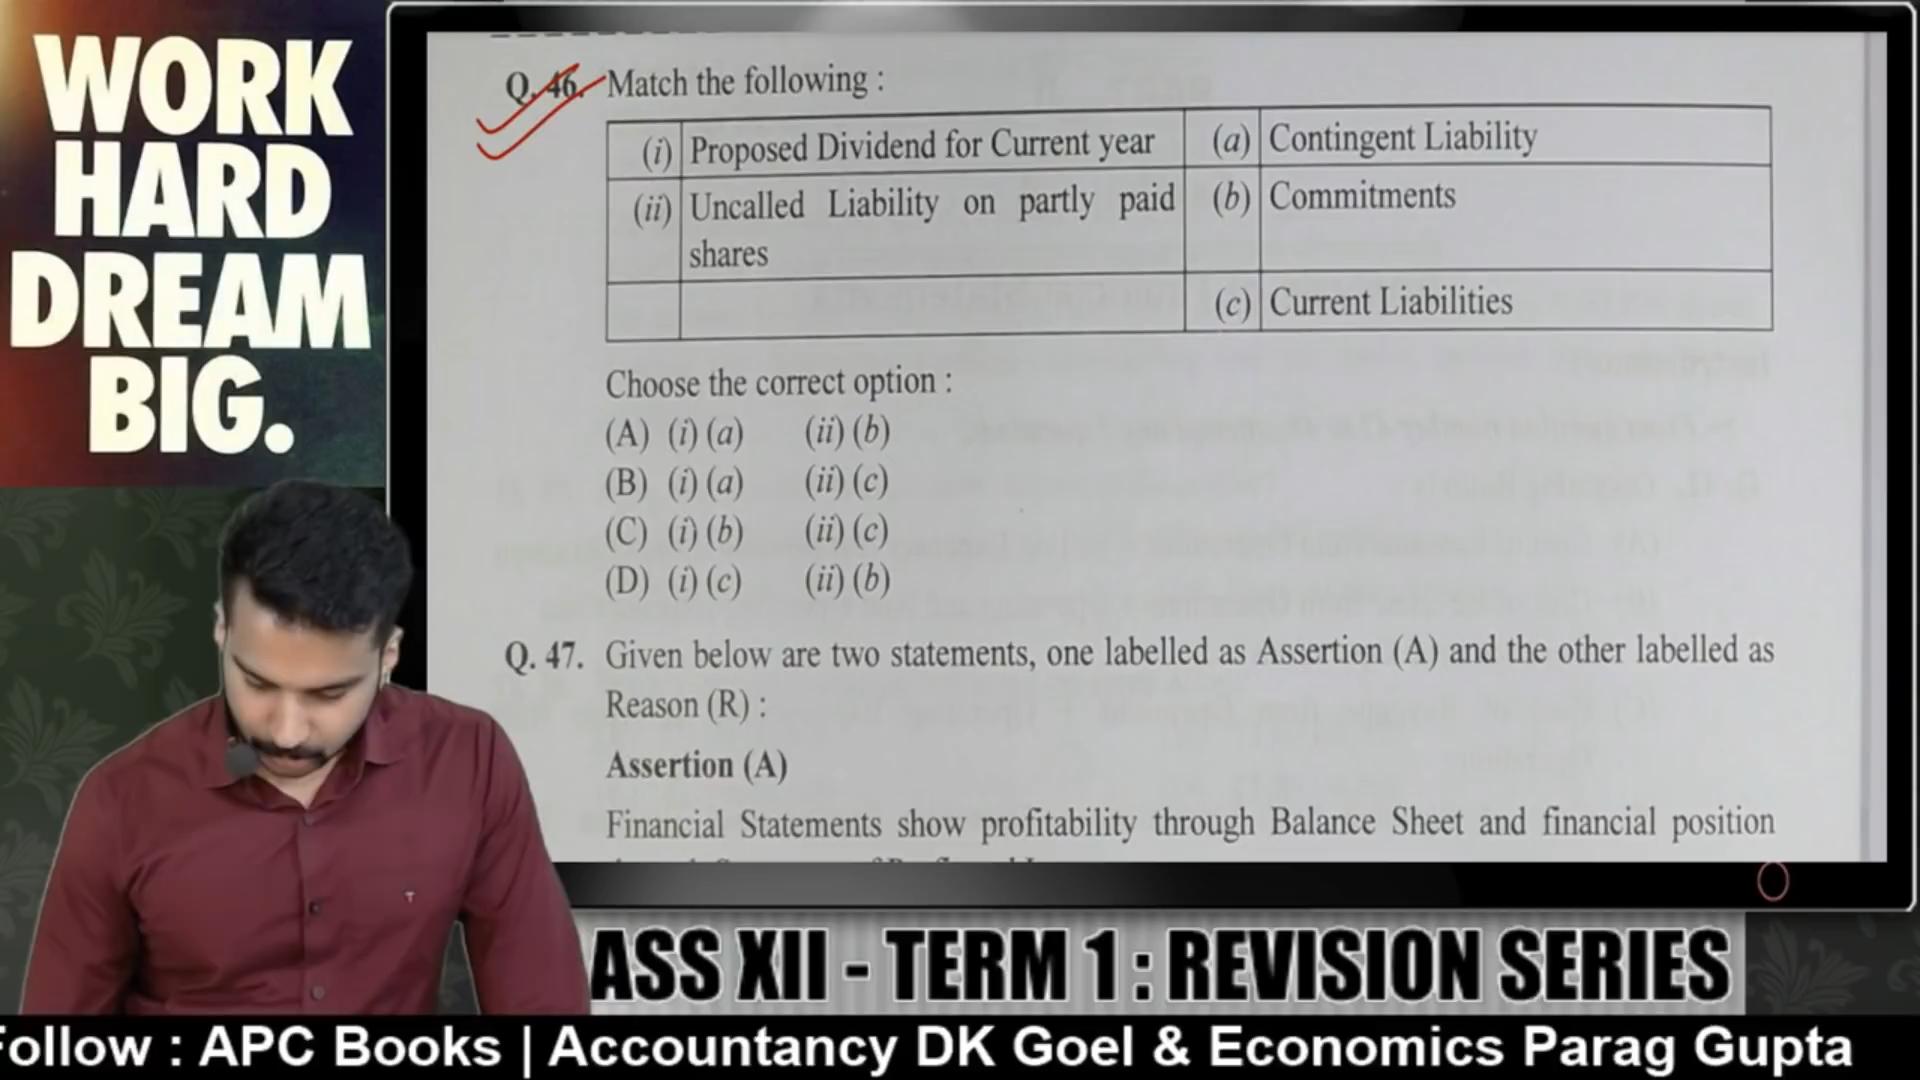 WORK
HARD
DREAM
BIG.
Q. 46. Match the following :
(i) Proposed Dividend for Current year (a) Contingent Liability
(ii) Uncalled Liability on partly paid (b) Commitments
shares
(c) Current Liabilities
Choose the correct option :
(A) (i) (a) (ii) (b)
(B) (i) (a) (ii) (c)
(C) (i) (b) (ii) (c)
(D) (i) (c) (ii) (b)
Q. 47. Given below are two statements, one labelled as Assertion (A) and the other labelled as
Reason (R) :
Assertion (A)
Financial Statements show profitability through Balance Sheet and financial position
ASS XII - TERM 1 : REVISION SERIES
Follow : APC Books | Accountancy DK Goel & Economics Parag Gupta